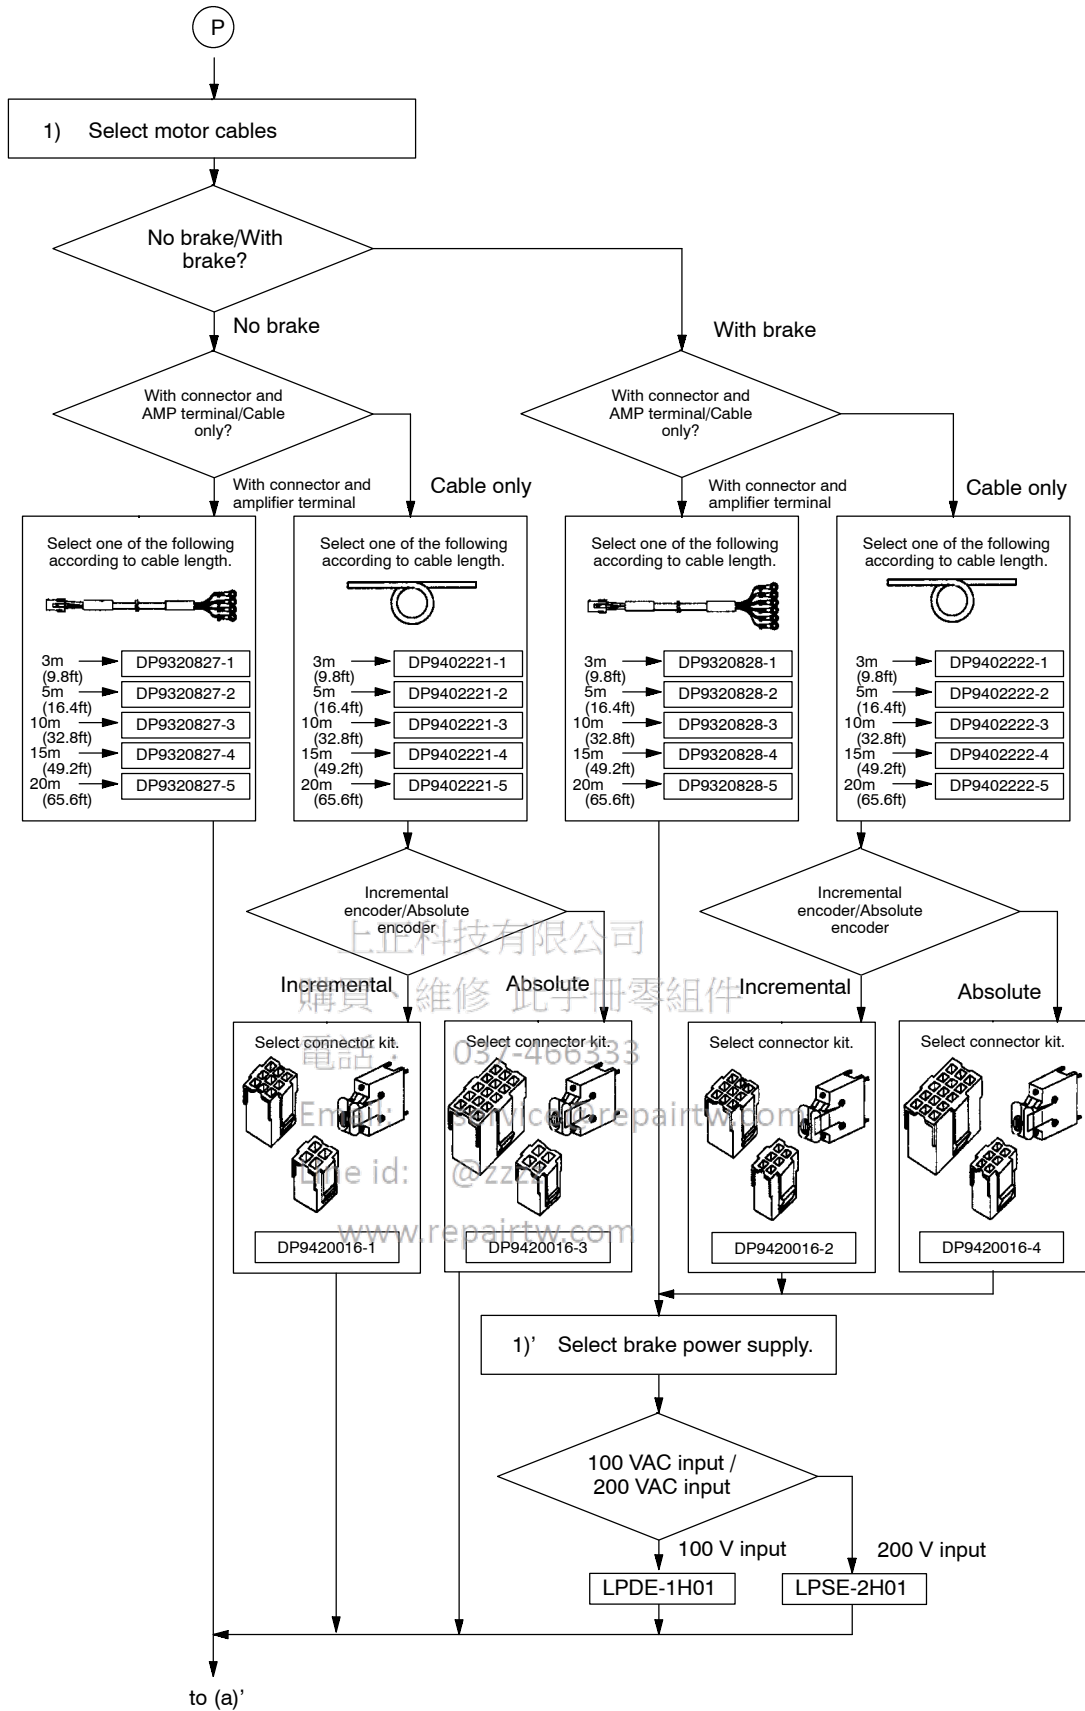 P
1) Select motor cables
No brake/With
brake?
No brake
With brake
With connector and
AMP terminal/Cable
only?
With connector and
AMP terminal/Cable
only?
With connector and
amplifier terminal
Cable only
With connector and
amplifier terminal
Cable only
Select one of the following
according to cable length.
3m
(9.8ft)
DP9320827-1
5m
(16.4ft)
DP9320827-2
10m
(32.8ft)
DP9320827-3
15m
(49.2ft)
DP9320827-4
20m
(65.6ft)
DP9320827-5
Select one of the following
according to cable length.
3m
(9.8ft)
DP9402221-1
5m
(16.4ft)
DP9402221-2
10m
(32.8ft)
DP9402221-3
15m
(49.2ft)
DP9402221-4
20m
(65.6ft)
DP9402221-5
Select one of the following
according to cable length.
3m
(9.8ft)
DP9320828-1
5m
(16.4ft)
DP9320828-2
10m
(32.8ft)
DP9320828-3
15m
(49.2ft)
DP9320828-4
20m
(65.6ft)
DP9320828-5
Select one of the following
according to cable length.
3m
(9.8ft)
DP9402222-1
5m
(16.4ft)
DP9402222-2
10m
(32.8ft)
DP9402222-3
15m
(49.2ft)
DP9402222-4
20m
(65.6ft)
DP9402222-5
Incremental
encoder/Absolute
encoder
Incremental
encoder/Absolute
encoder
上正科技有限公司
Incremental
Absolute
Incremental
Absolute
購買、維修 此手冊零組件
Select connector kit.
Select connector kit.
Select connector kit.
Select connector kit.
電話： 037-466333
Email: service@repairtw.com
Line id: @zzzz
www.repairtw.com
DP9420016-1
DP9420016-3
DP9420016-2
DP9420016-4
1)’ Select brake power supply.
100 VAC input /
200 VAC input
100 V input
200 V input
LPDE-1H01
LPSE-2H01
to (a)’